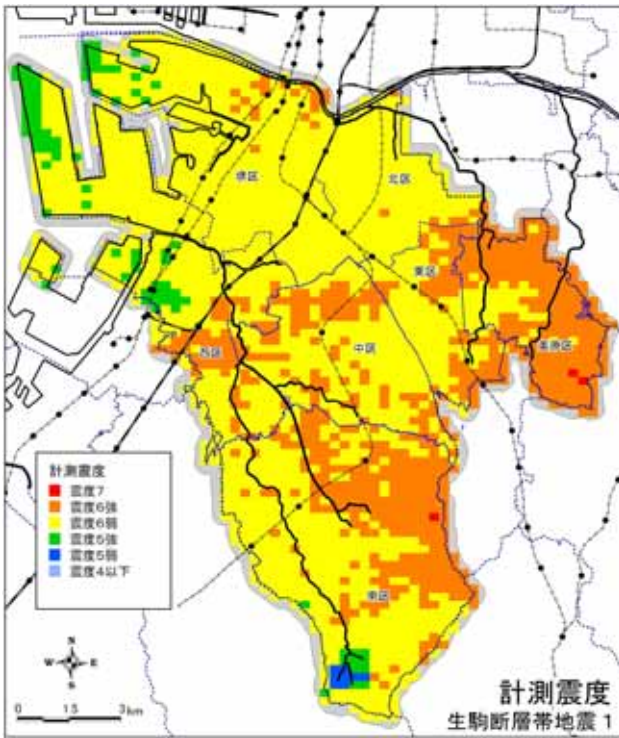 堺区
北区
東区
西区
中区
美原区
南区
計測震度
震度7
震度6強
震度6弱
震度5強
震度5弱
震度4以下
N
W E
S
0 1.5 3km
計測震度
生駒断層帯地震1